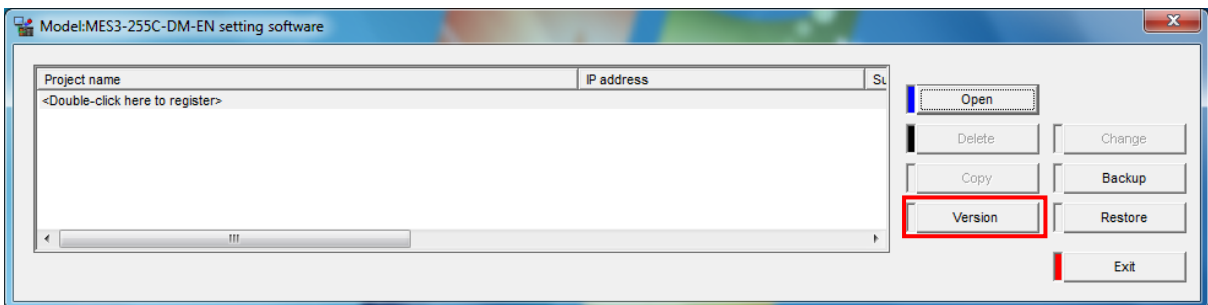 Model:MES3-255C-DM-EN setting software
Project name IP address Su
<Double-click here to register>
Open
Delete Change
Copy Backup
Version Restore
Exit